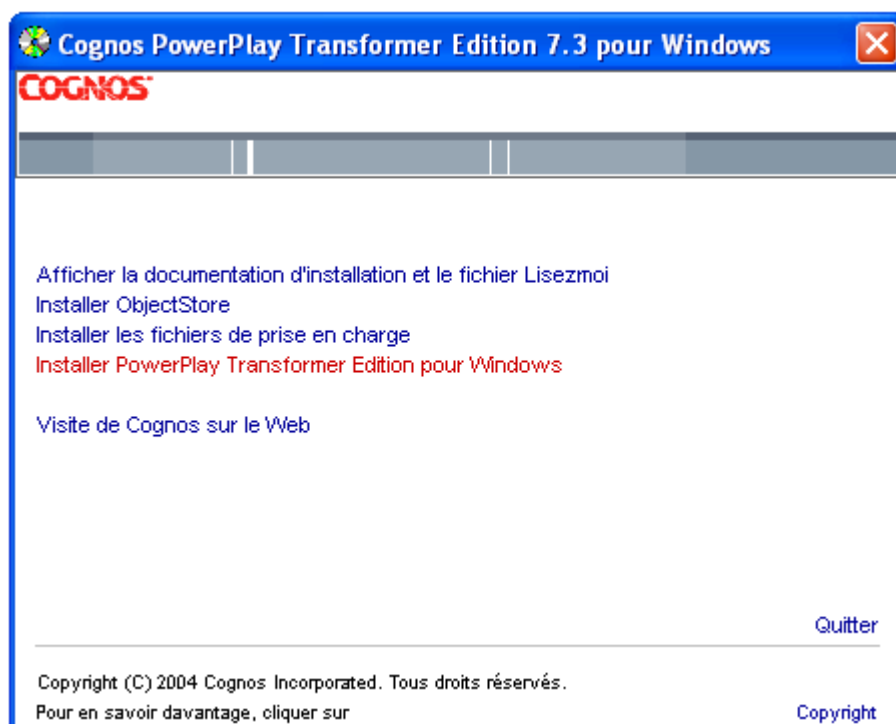 Cognos PowerPlay Transformer Edition 7.3 pour Windows
COGNOS
Afficher la documentation d'installation et le fichier Lisezmoi
Installer ObjectStore
Installer les fichiers de prise en charge
Installer PowerPlay Transformer Edition pour Windows
Visite de Cognos sur le Web
Quitter
Copyright (C) 2004 Cognos Incorporated. Tous droits réservés.
Pour en savoir davantage, cliquer sur Copyright